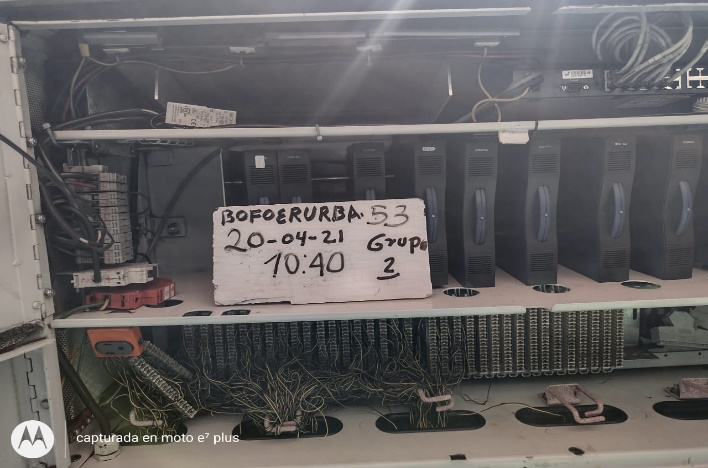 BOFOERURBA. 53
20-04-21 Grupo
10:40 2
capturada en moto e⁷ plus